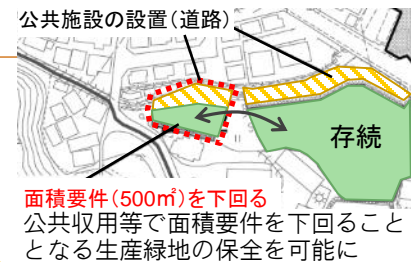 公共施設の設置（道路）
存続
面積要件（500㎡）を下回る
公共収用等で面積要件を下回ること
となる生産緑地の保全を可能に